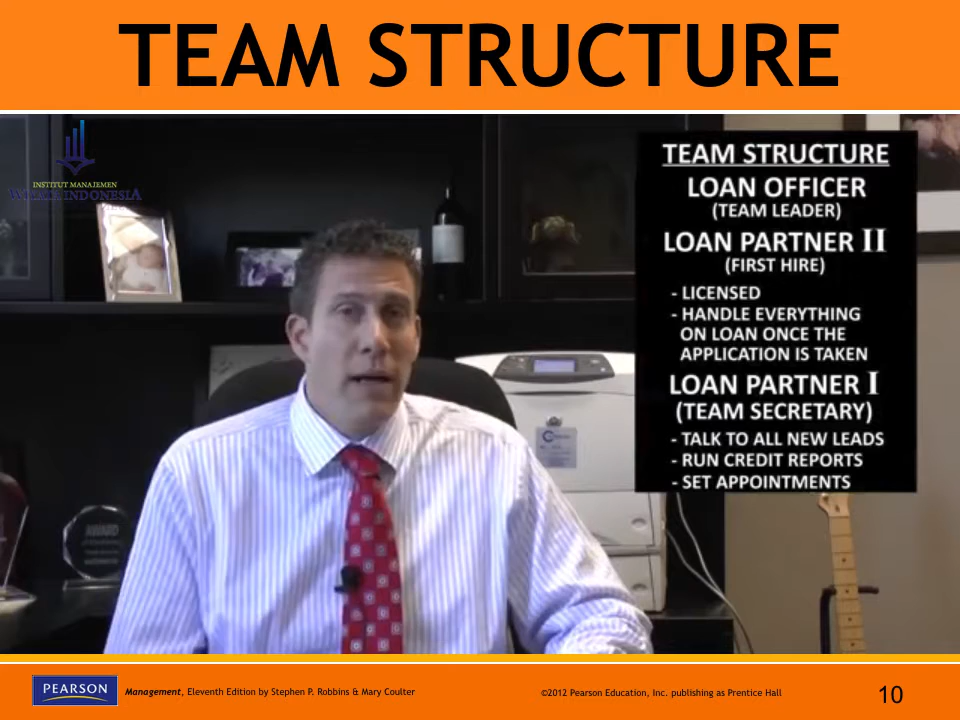 TEAM STRUCTURE
INSTITUT MANAJEMEN
WIYATA INDONESIA
TEAM STRUCTURE
LOAN OFFICER
(TEAM LEADER)
LOAN PARTNER II
(FIRST HIRE)
- LICENSED
- HANDLE EVERYTHING
ON LOAN ONCE THE
APPLICATION IS TAKEN
LOAN PARTNER I
(TEAM SECRETARY)
- TALK TO ALL NEW LEADS
- RUN CREDIT REPORTS
- SET APPOINTMENTS
AWARD
PEARSON
Management, Eleventh Edition by Stephen P. Robbins & Mary Coulter
©2012 Pearson Education, Inc. publishing as Prentice Hall
10